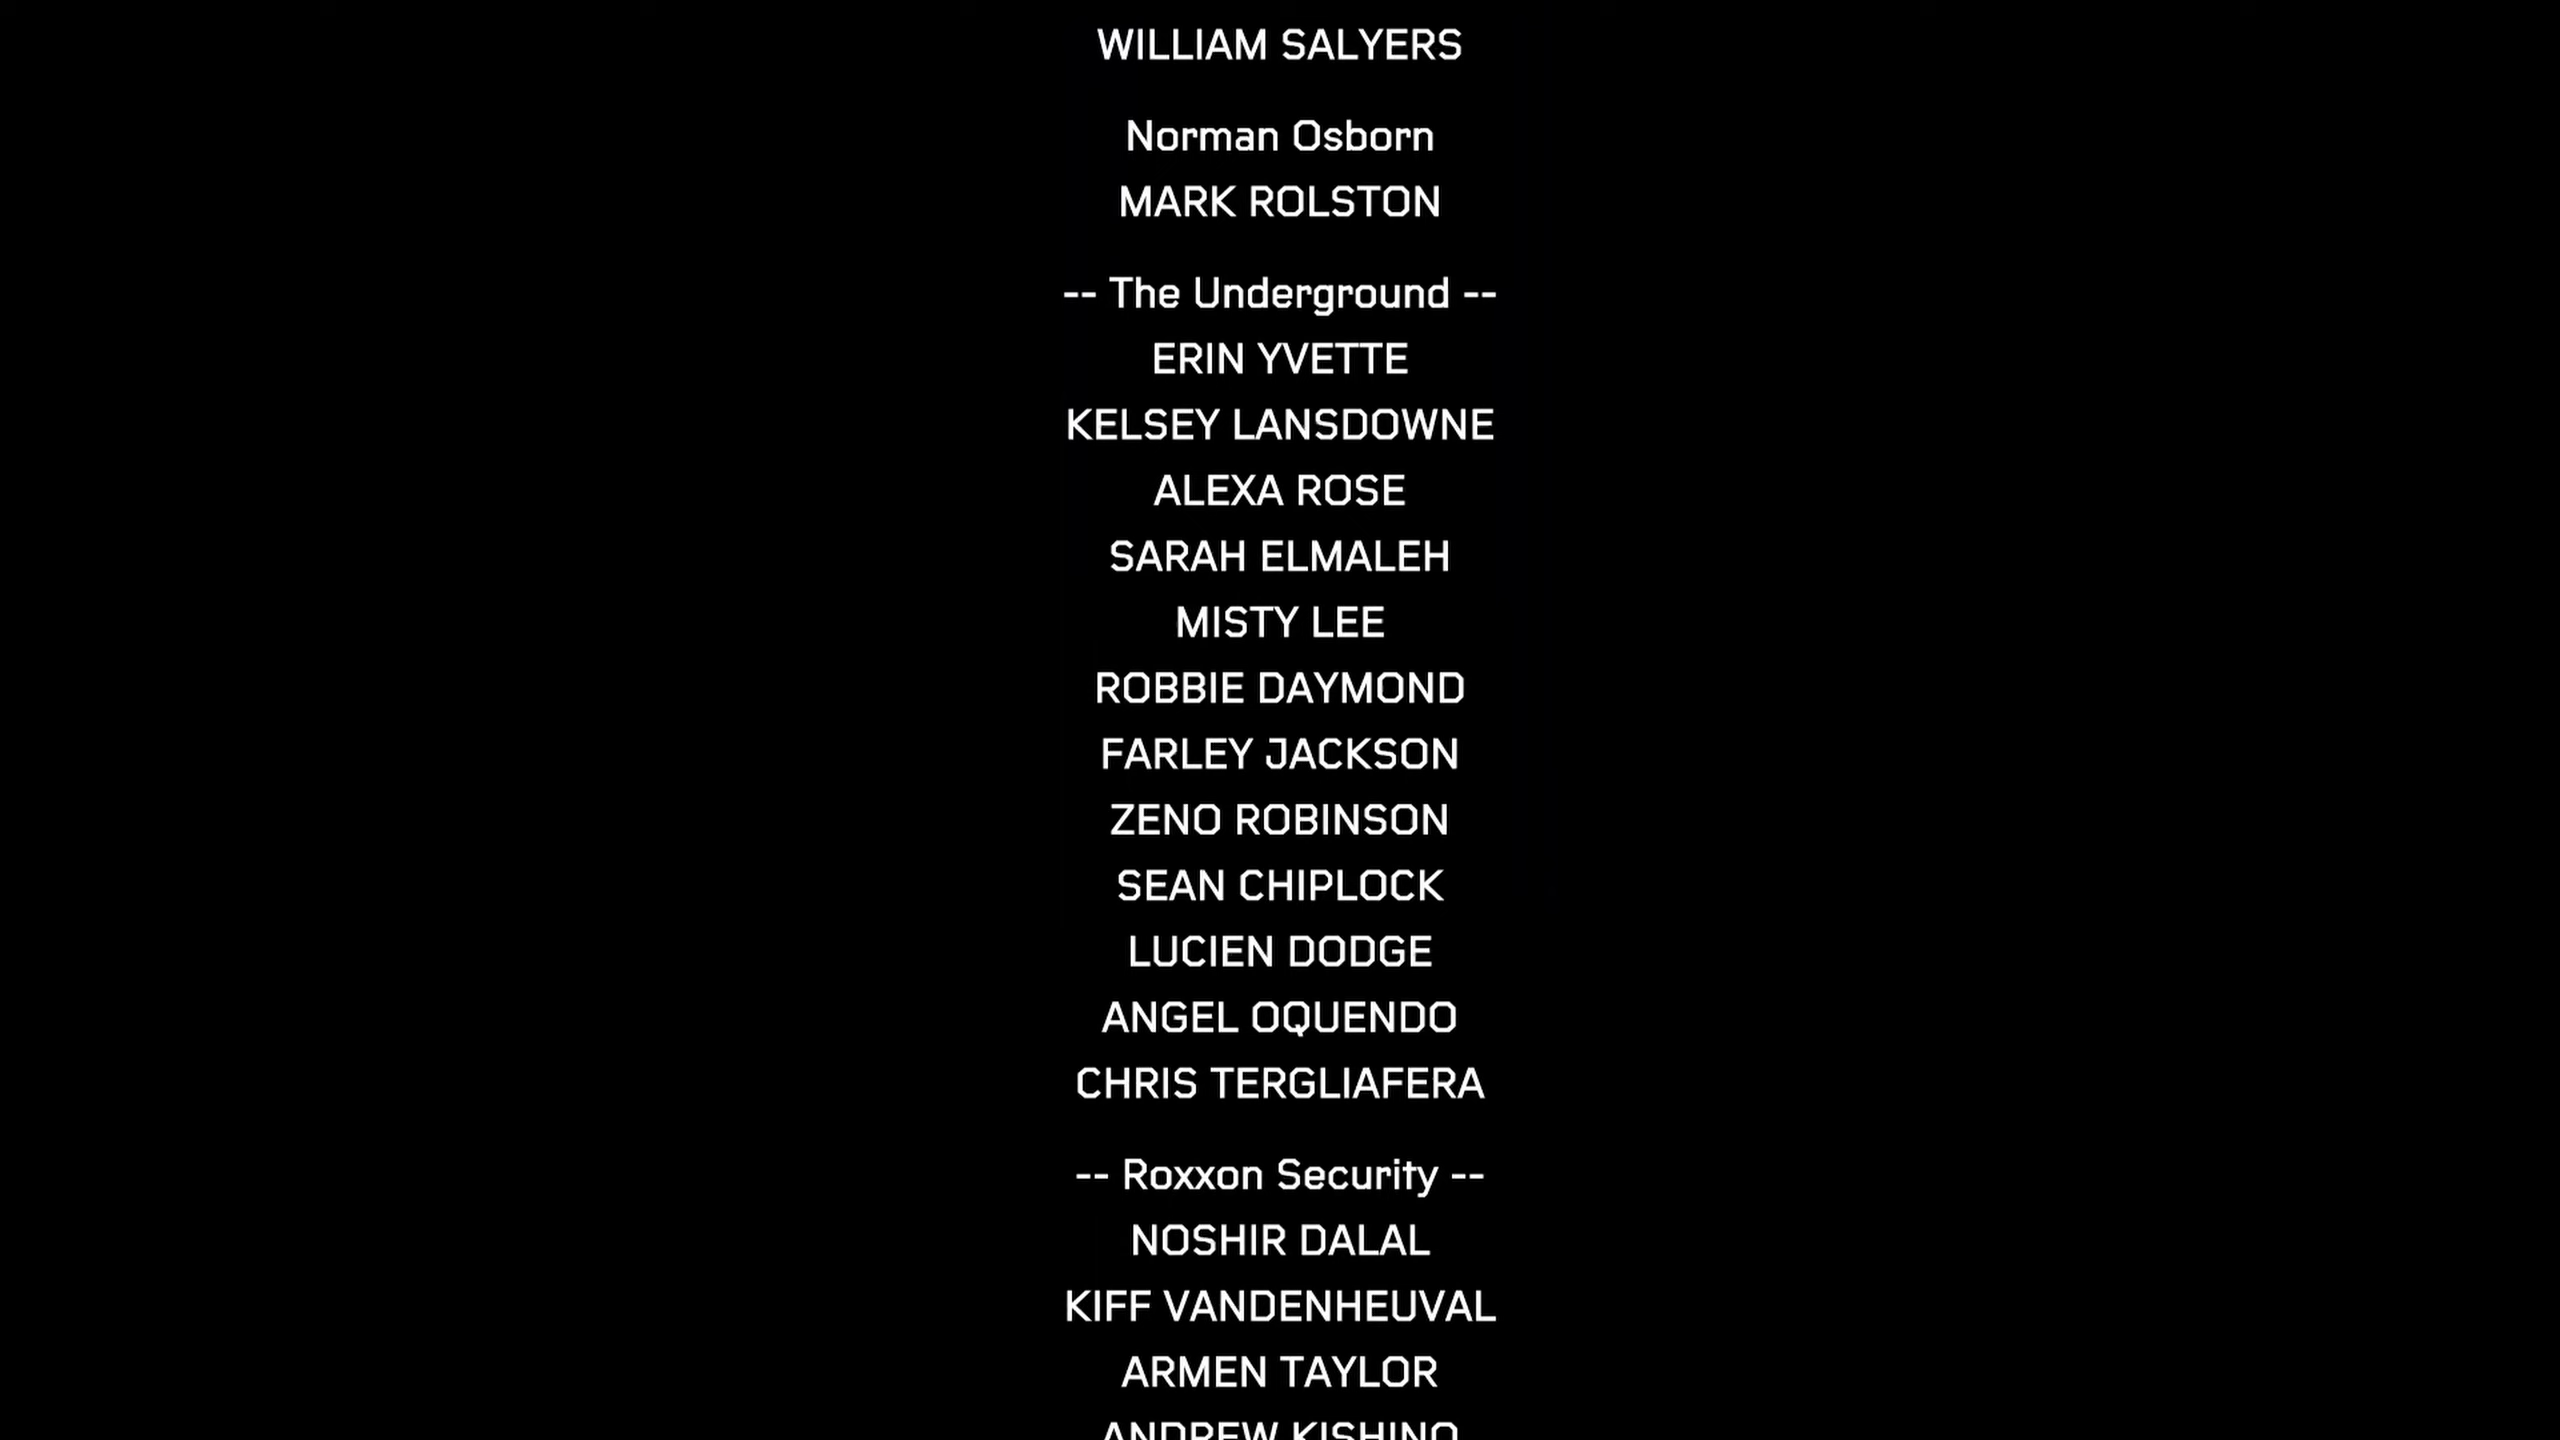 WILLIAM SALYERS
Norman Osborn
MARK ROLSTON
-- The Underground --
ERIN YVETTE
KELSEY LANSDOWNE
ALEXA ROSE
SARAH ELMALEH
MISTY LEE
ROBBIE DAYMOND
FARLEY JACKSON
ZENO ROBINSON
SEAN CHIPLOCK
LUCIEN DODGE
ANGEL OQUENDO
CHRIS TERGLIAFERA
-- Roxxon Security --
NOSHIR DALAL
KIFF VANDENHEUVAL
ARMEN TAYLOR
ANDREW KISHINO